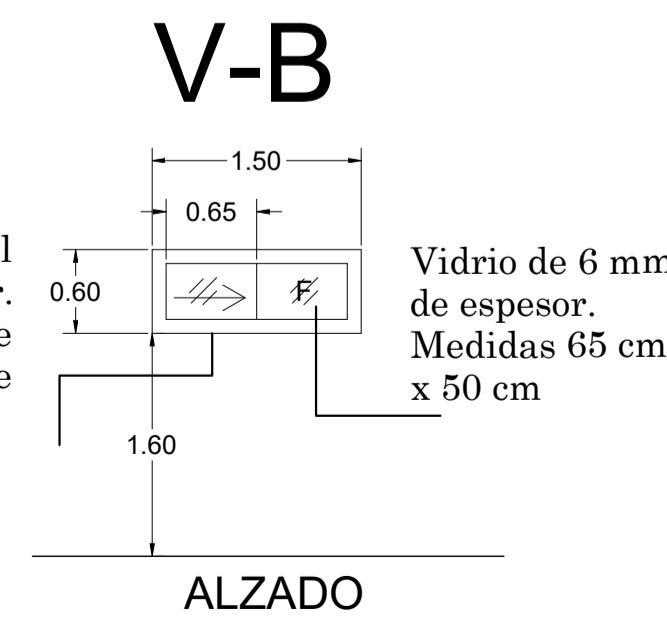 V-B
1.50
0.65
0.60
F
Vidrio de 6 mm
de espesor.
Medidas 65 cm
x 50 cm
1.60
ALZADO